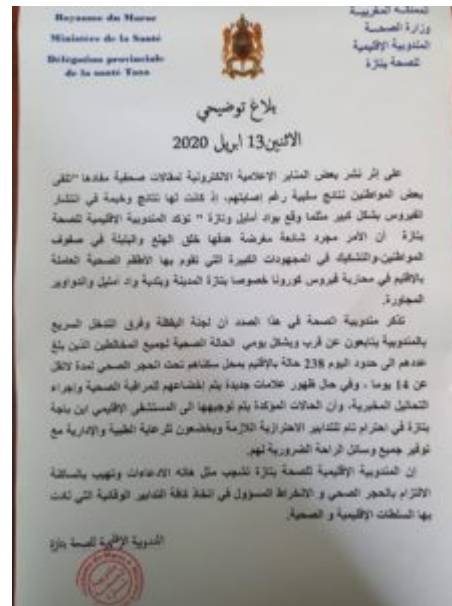 Royaume du Maroc
Ministère de la Santé
Délégation provinciale
de la santé Taza
المملكة المغربية
وزارة الصحة
المندوبية الإقليمية
للصحة بتازة
بلاغ توضيحي
الاثنين13 ابريل 2020
على إثر نشر بعض المنابر الإعلامية الالكترونية لمقالات صحفية مفادها "تلقى
بعض المواطنين نتائج سلبية رغم إصابتهم، إذ كانت لها نتائج وخيمة في انتشار
الفيروس بشكل كبير مثلما وقع بواد أمليل وتازة " تؤكد المندوبية الإقليمية للصحة
بتازة أن الأمر مجرد شائعة مغرضة هدفها خلق الهلع والبلبلة في صفوف
المواطنين،والتشكيك في المجهودات الكبيرة التي تقوم بها الأطقم الصحية العاملة
بالإقليم في محاربة فيروس كورونا خصوصا بتازة المدينة وبلدية واد أمليل والدواوير
المجاورة.
تذكر مندوبية الصحة في هذا الصدد أن لجنة اليقظة وفرق التدخل السريع
بالمندوبية يتابعون عن قرب وبشكل يومي الحالة الصحية لجميع المخالطين الذين بلغ
عددهم الى حدود اليوم 238 حالة بالإقليم بمحل سكناهم تحت الحجر الصحي لمدة لاتقل
عن 14 يوما ، وفي حال ظهور علامات جديدة يتم إخضاعهم للمراقبة الصحية وإجراء
التحاليل المخبرية، وأن الحالات المؤكدة يتم توجيهها الى المستشفى الإقليمي ابن باجة
بتازة في احترام تام للتدابير الاحترازية اللازمة ويخضعون للرعاية الطبية والإدارية مع
توفير جميع وسائل الراحة الضرورية لهم.
إن المندوبية الإقليمية للصحة بتازة تشجب مثل هاته الادعاءات وتهيب بالساكنة
الالتزام بالحجر الصحي و الانخراط المسؤول في اتخاذ كافة التدابير الوقائية التي نادت
بها السلطات الإقليمية و الصحية.
المندوبية الإقليمية للصحة بتازة